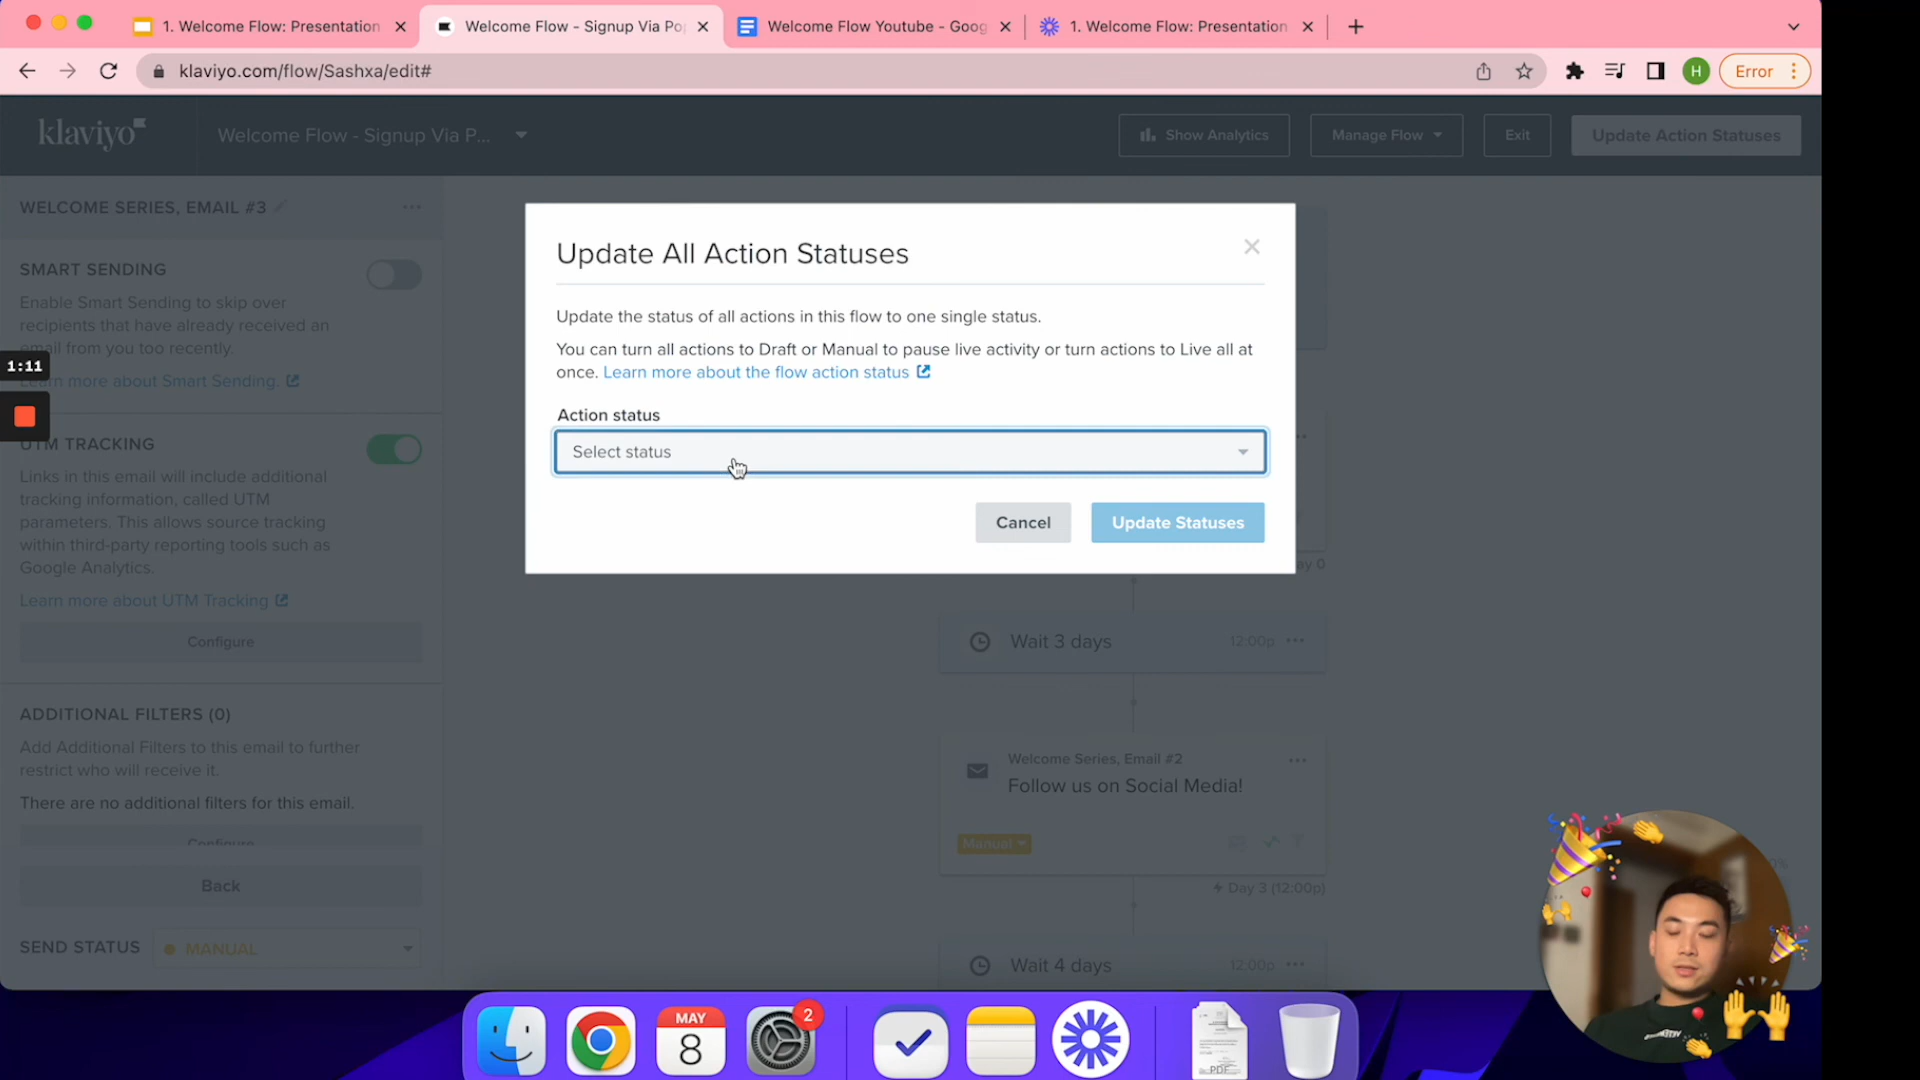 1. Welcome Flow: Presentation
Welcome Flow - Signup Via Po
Welcome Flow Youtube - Goog
1. Welcome Flow: Presentation
klaviyo.com/flow/Sashxa/edit#
H
Error
klaviyo
Welcome Flow - Signup Via P...
Show Analytics
Manage Flow
Exit
Update Action Statuses
WELCOME SERIES, EMAIL #3
SMART SENDING
Enable Smart Sending to skip over
recipients that have already received an
email from you too recently.
Learn more about Smart Sending.
1:11
UTM TRACKING
Links in this email will include additional
tracking information, called UTM
parameters. This allows source tracking
within third-party reporting tools such as
Google Analytics.
Learn more about UTM Tracking
Configure
ADDITIONAL FILTERS (0)
Add Additional Filters to this email to further
restrict who will receive it.
There are no additional filters for this email.
Configure
Back
SEND STATUS
MANUAL
Update All Action Statuses
Update the status of all actions in this flow to one single status.
You can turn all actions to Draft or Manual to pause live activity or turn actions to Live all at
once. Learn more about the flow action status
Action status
Select status
Cancel
Update Statuses
ay 0
Wait 3 days
12:00p
Welcome Series, Email #2
Follow us on Social Media!
Manual
Day 3 (12:00p)
Wait 4 days
12:00p
MAY
8
2
PDF